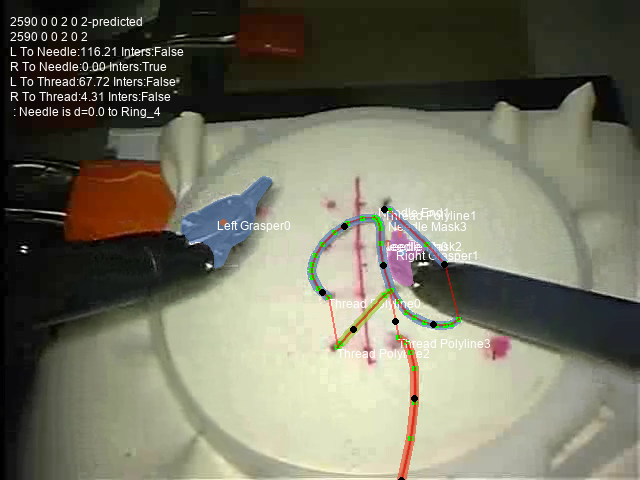 2590 0 0 2 0 2-predicted
2590 0 0 2 0 2
L To Needle:116.21 Inters:False
R To Needle:0.00 Inters:True
L To Thread:67.72 Inters:False
R To Thread:4.31 Inters:False
: Needle is d=0.0 to Ring_4
Thread Polyline1
Left Grasper0
Needle Mask3
Right Grasper1
Thread Polyline0
Thread Polyline3
Thread Polyline2